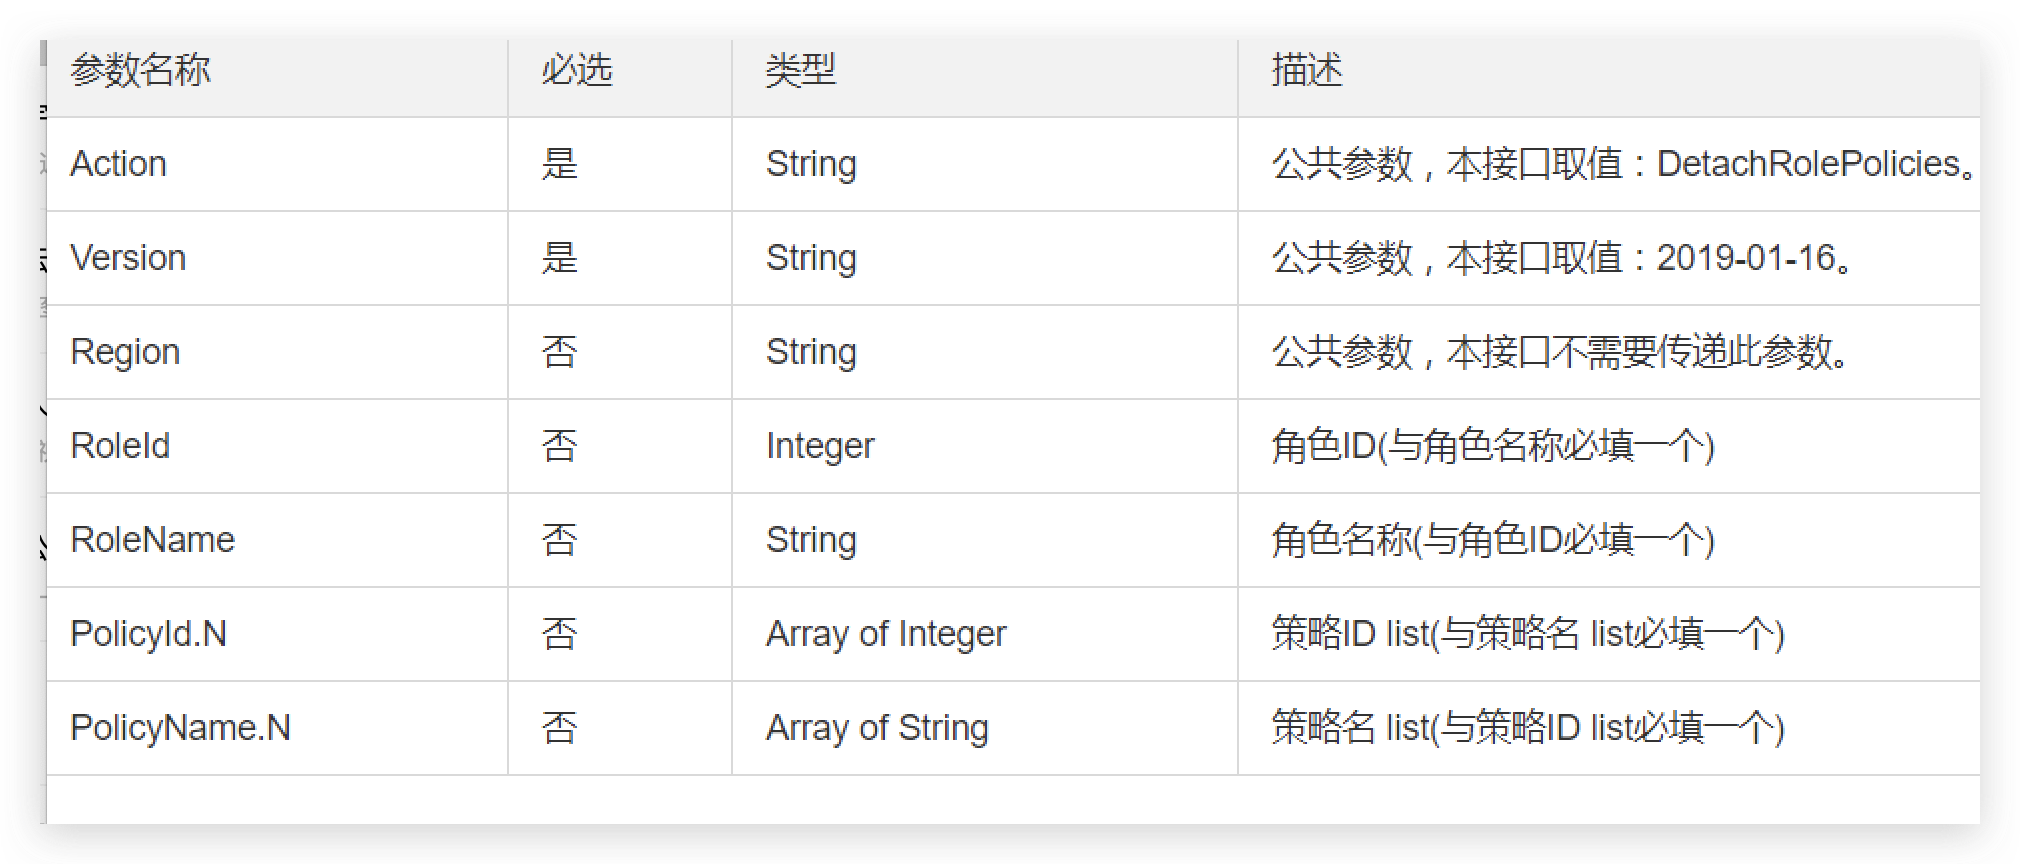 参数名称 必选 类型 描述
Action 是 String 公共参数，本接口取值：DetachRolePolicies。
Version 是 String 公共参数，本接口取值：2019-01-16。
Region 否 String 公共参数，本接口不需要传递此参数。
RoleId 否 Integer 角色ID(与角色名称必填一个)
RoleName 否 String 角色名称(与角色ID必填一个)
PolicyId.N 否 Array of Integer 策略ID list(与策略名 list必填一个)
PolicyName.N 否 Array of String 策略名 list(与策略ID list必填一个)